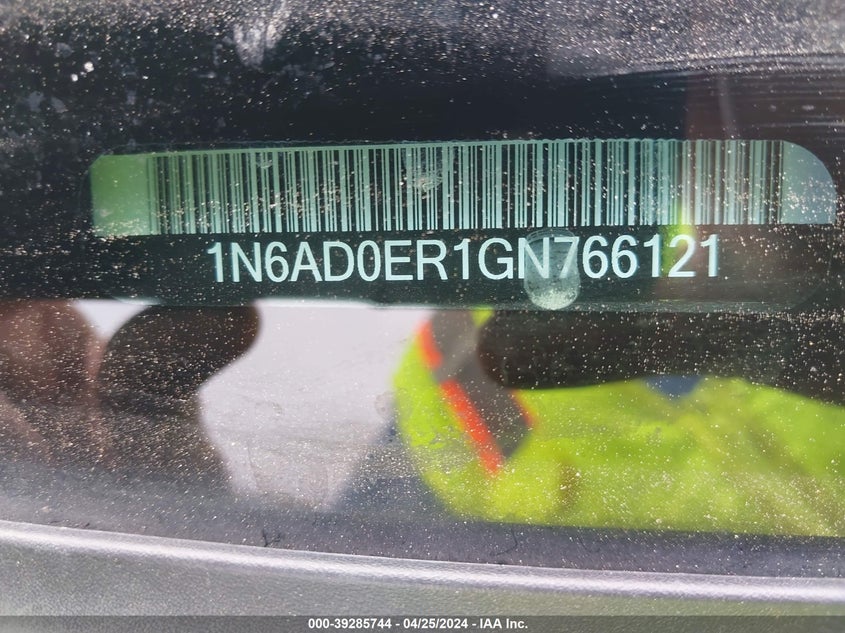 1N6AD0ER1GN766121
000-39285744 - 04/25/2024 - IAA Inc.